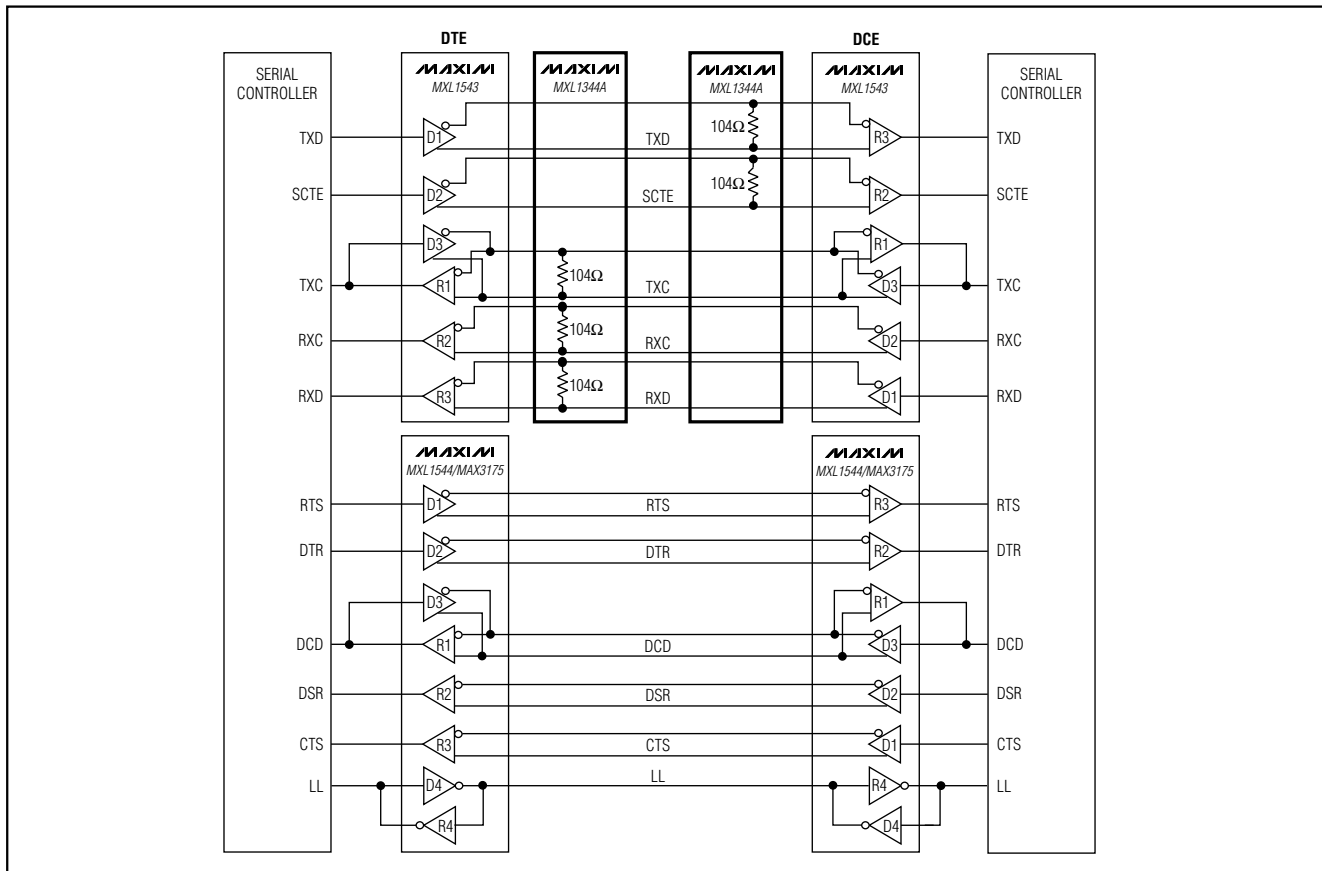 DTE
DCE
SERIAL
CONTROLLER
MAXIM
MXL1543
MAXIM
MXL1344A
MAXIM
MXL1344A
MAXIM
MXL1543
SERIAL
CONTROLLER
TXD
D1
TXD
104Ω
R3
TXD
SCTE
D2
SCTE
104Ω
R2
SCTE
D3
R1
TXC
R1
104Ω
TXC
D3
TXC
RXC
R2
104Ω
RXC
D2
RXC
RXD
R3
104Ω
RXD
D1
RXD
MAXIM
MXL1544/MAX3175
MAXIM
MXL1544/MAX3175
RTS
D1
RTS
R3
RTS
DTR
D2
DTR
R2
DTR
D3
R1
DCD
R1
DCD
D3
DCD
DSR
R2
DSR
D2
DSR
CTS
R3
CTS
D1
CTS
LL
D4
LL
R4
LL
R4
D4